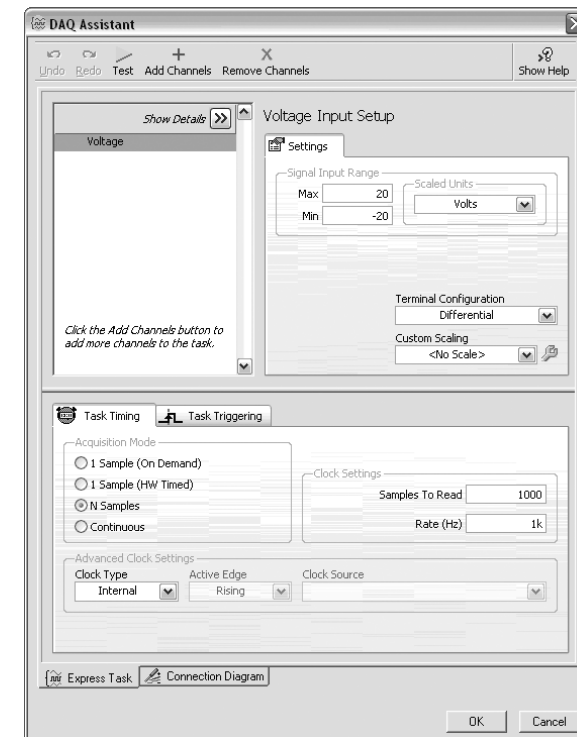 DAQ Assistant
Undo Redo Test Add Channels Remove Channels Show Help
Show Details
Voltage
Click the Add Channels button to
add more channels to the task.
Voltage Input Setup
Settings
Signal Input Range
Max 20
Min -20
Scaled Units
Volts
Terminal Configuration
Differential
Custom Scaling
<No Scale>
Task Timing Task Triggering
Acquisition Mode
1 Sample (On Demand)
1 Sample (HW Timed)
N Samples
Continuous
Clock Settings
Samples To Read 1000
Rate (Hz) 1k
Advanced Clock Settings
Clock Type Active Edge Clock Source
Internal Rising
Express Task Connection Diagram
OK Cancel